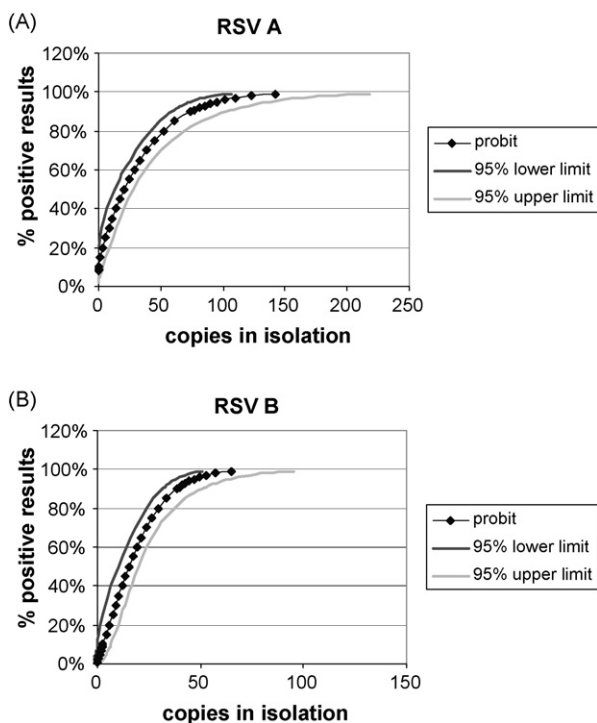 (A)
RSV A
120%
100%
80%
60%
40%
20%
0%
0 50 100 150 200 250
% positive results
copies in isolation
probit
95% lower limit
95% upper limit
(B)
RSV B
120%
100%
80%
60%
40%
20%
0%
0 50 100 150
% positive results
copies in isolation
probit
95% lower limit
95% upper limit